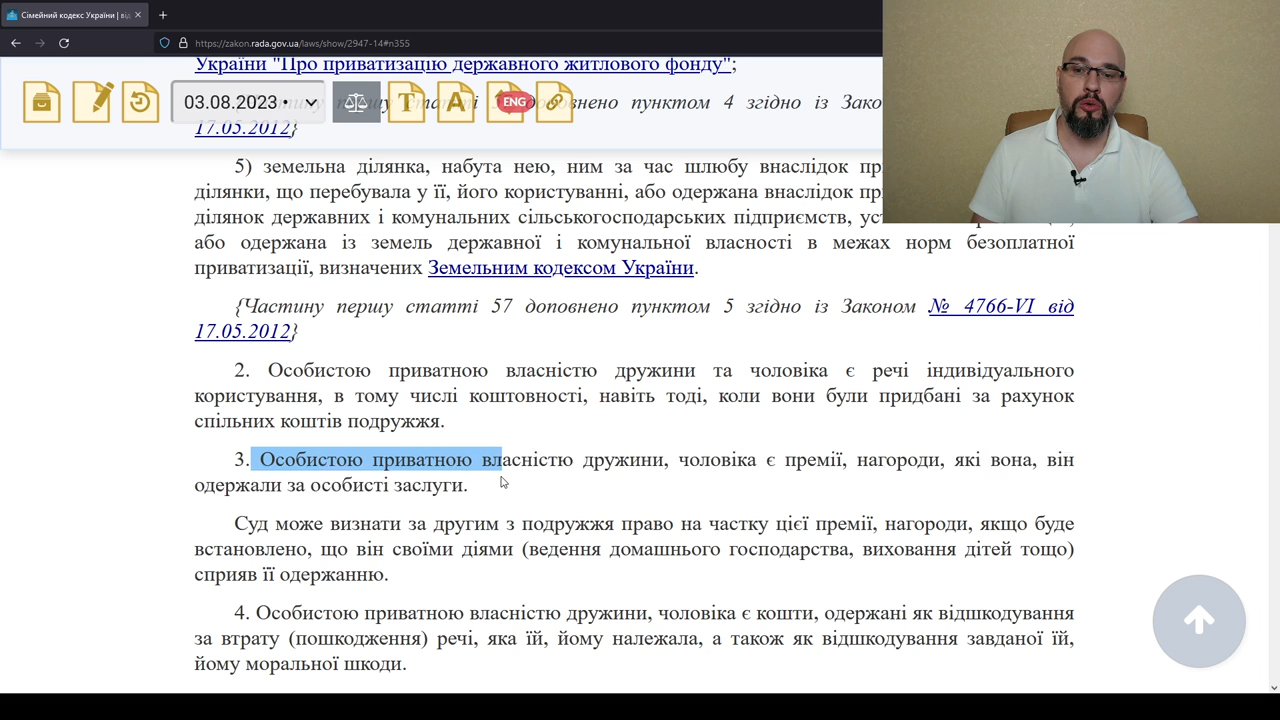 Сімейний кодекс України | від
https://zakon.rada.gov.ua/laws/show/2947-14#n355
України "Про приватизацію державного житлового фонду";
03.08.2023
T
A
ENG
пунктом 4 згідно із
17.05.2012}
5) земельна ділянка, набута нею, ним за час шлюбу внаслідок
ділянки, що перебувала у її, його користуванні, або одержана внаслідок
ділянок державних і комунальних сільськогосподарських підприємств,
або одержана із земель державної і комунальної власності в межах норм безоплатної
приватизації, визначених Земельним кодексом України.
{Частину першу статті 57 доповнено пунктом 5 згідно із Законом № 4766-VI від
17.05.2012}
2. Особистою приватною власністю дружини та чоловіка є речі індивідуального
користування, в тому числі коштовності, навіть тоді, коли вони були придбані за рахунок
спільних коштів подружжя.
3. Особистою приватною власністю дружини, чоловіка є премії, нагороди, які вона, він
одержали за особисті заслуги.
Суд може визнати за другим з подружжя право на частку цієї премії, нагороди, якщо буде
встановлено, що він своїми діями (ведення домашнього господарства, виховання дітей тощо)
сприяв її одержанню.
4. Особистою приватною власністю дружини, чоловіка є кошти, одержані як відшкодування
за втрату (пошкодження) речі, яка їй, йому належала, а також як відшкодування завданої їй,
йому моральної шкоди.